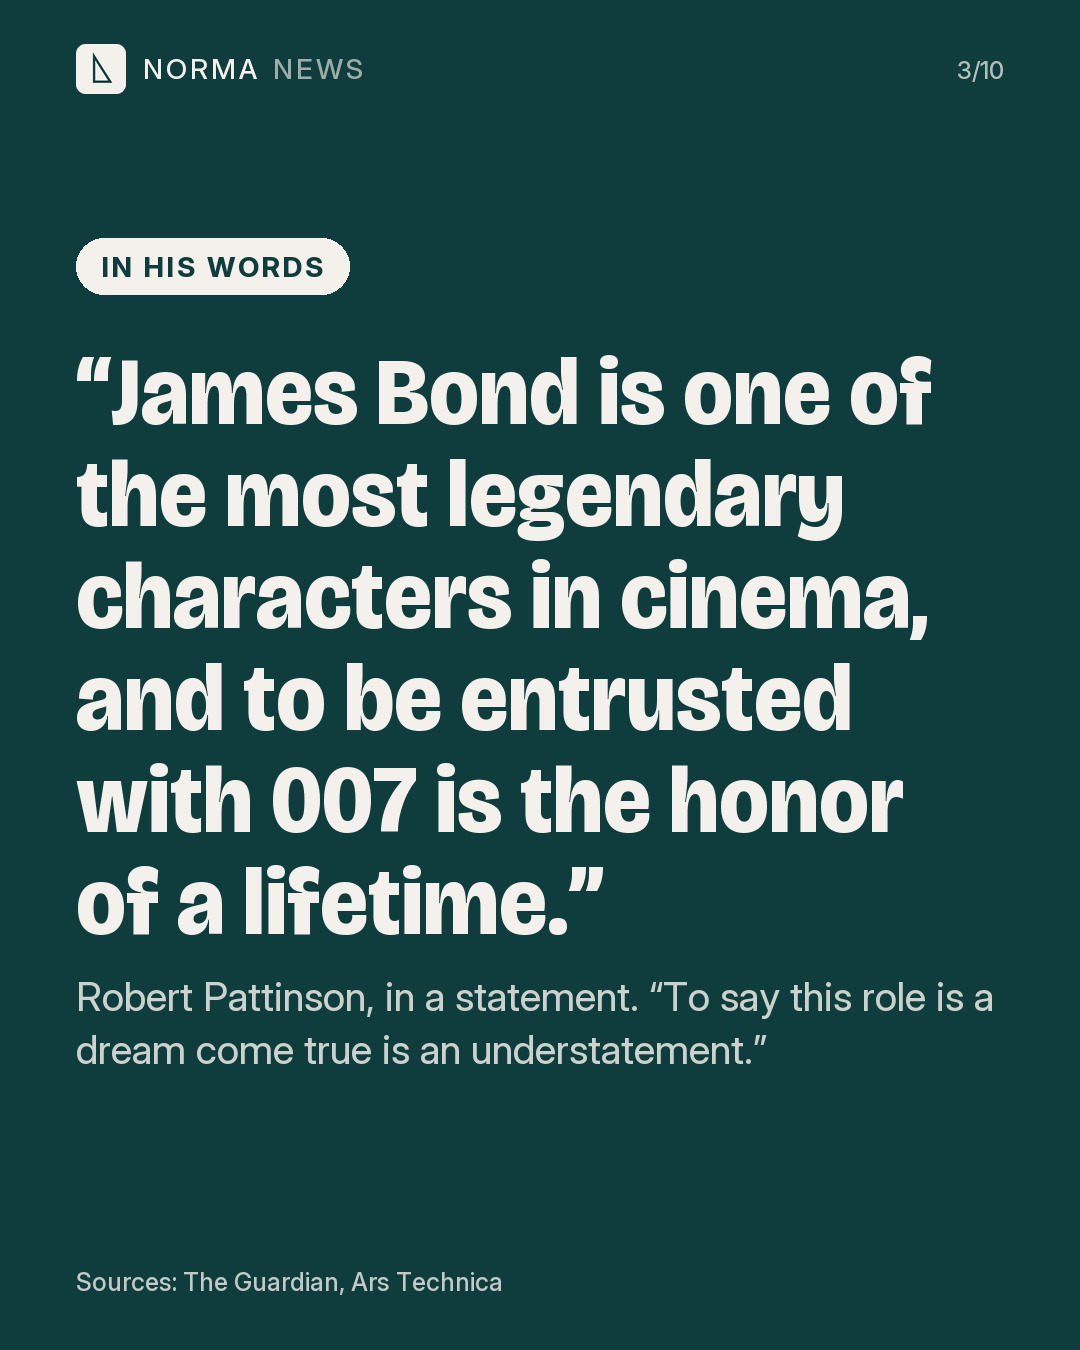 NORMA NEWS
3/10
IN HIS WORDS
“James Bond is one of
the most legendary
characters in cinema,
and to be entrusted
with 007 is the honor
of a lifetime.”
Robert Pattinson, in a statement. “To say this role is a
dream come true is an understatement.”
Sources: The Guardian, Ars Technica